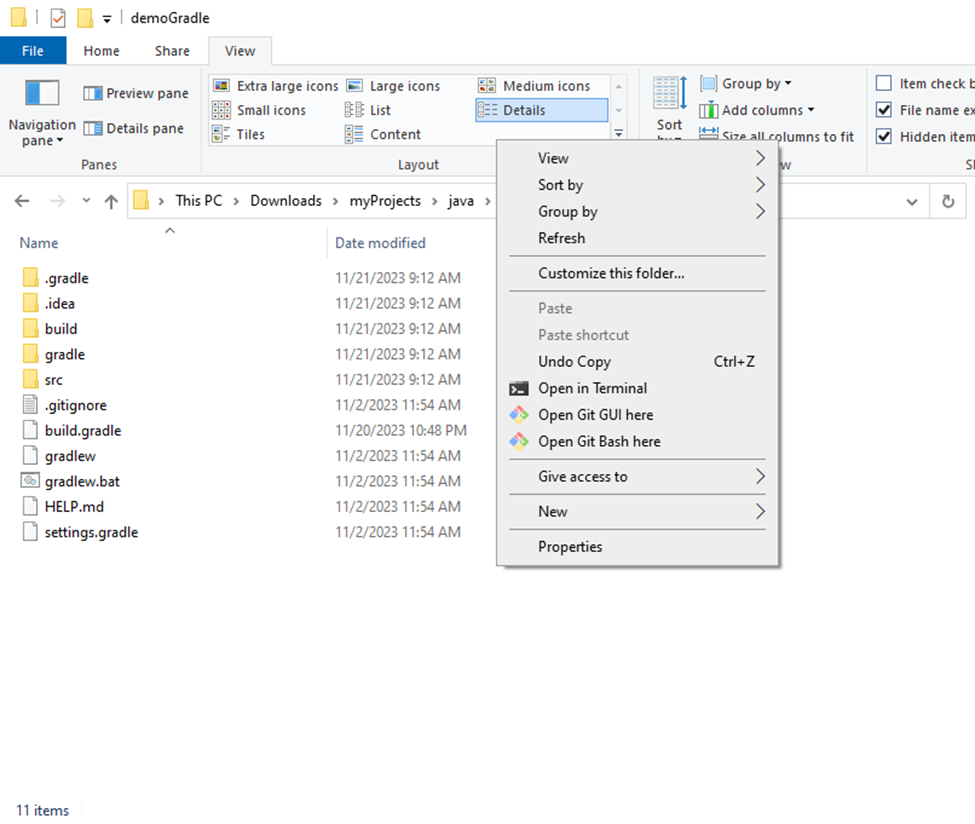 demoGradle
File Home Share View
Navigation pane
Preview pane
Details pane
Panes
Extra large icons Large icons Medium icons
Small icons List Details
Tiles Content
Layout
Sort
Group by
Add columns
Size all columns to fit
Item check
File name
Hidden
This PC > Downloads > myProjects > java >
Name Date modified
.gradle 11/21/2023 9:12 AM
.idea 11/21/2023 9:12 AM
build 11/21/2023 9:12 AM
gradle 11/21/2023 9:12 AM
src 11/21/2023 9:12 AM
.gitignore 11/2/2023 11:54 AM
build.gradle 11/20/2023 10:48 PM
gradlew 11/2/2023 11:54 AM
gradlew.bat 11/2/2023 11:54 AM
HELP.md 11/2/2023 11:54 AM
settings.gradle 11/2/2023 11:54 AM
View
Sort by
Group by
Refresh
Customize this folder...
Paste
Paste shortcut
Undo Copy Ctrl+Z
Open in Terminal
Open Git GUI here
Open Git Bash here
Give access to
New
Properties
11 items